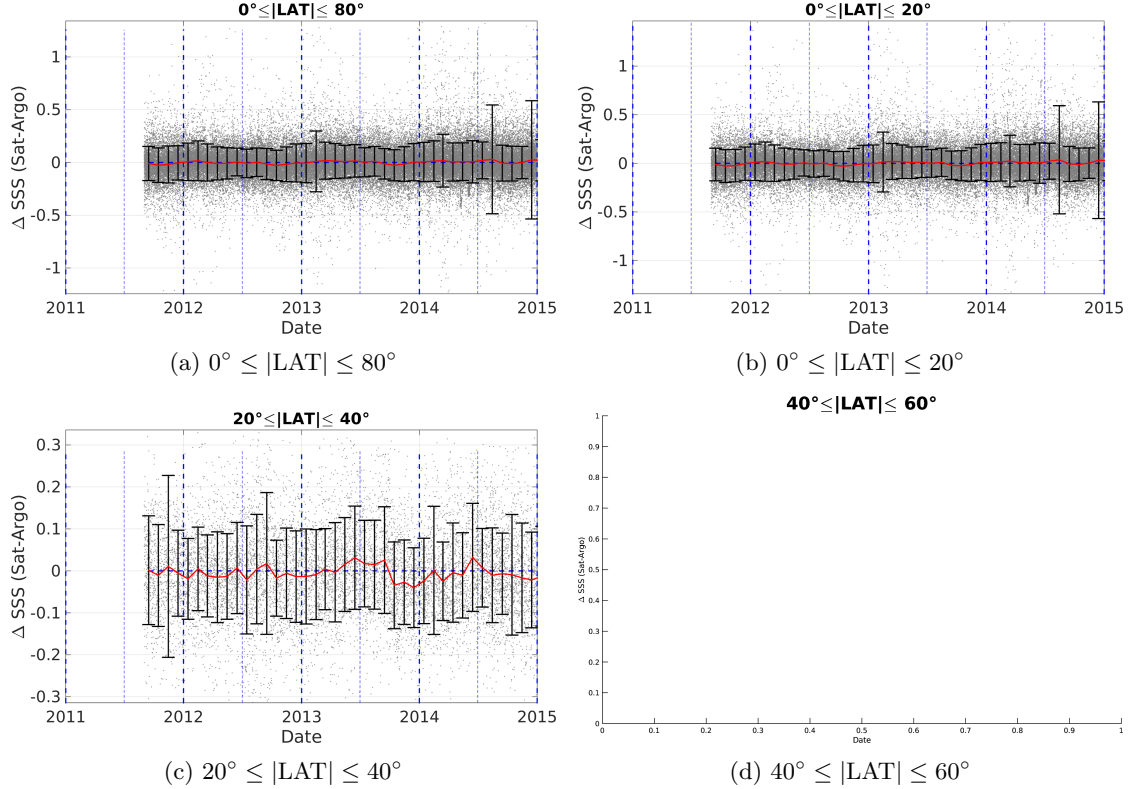 0°≤|LAT|≤ 80°
Δ SSS (Sat-Argo)
1
0.5
0
-0.5
-1
2011 2012 2013 2014 2015
Date
(a) 0° ≤ |LAT| ≤ 80°
0°≤|LAT|≤ 20°
Δ SSS (Sat-Argo)
1
0.5
0
-0.5
-1
2011 2012 2013 2014 2015
Date
(b) 0° ≤ |LAT| ≤ 20°
20°≤|LAT|≤ 40°
Δ SSS (Sat-Argo)
0.3
0.2
0.1
0
-0.1
-0.2
-0.3
2011 2012 2013 2014 2015
Date
(c) 20° ≤ |LAT| ≤ 40°
40°≤|LAT|≤ 60°
Δ SSS (Sat-Argo)
1
0.9
0.8
0.7
0.6
0.5
0.4
0.3
0.2
0.1
0
0 0.1 0.2 0.3 0.4 0.5 0.6 0.7 0.8 0.9 1
Date
(d) 40° ≤ |LAT| ≤ 60°